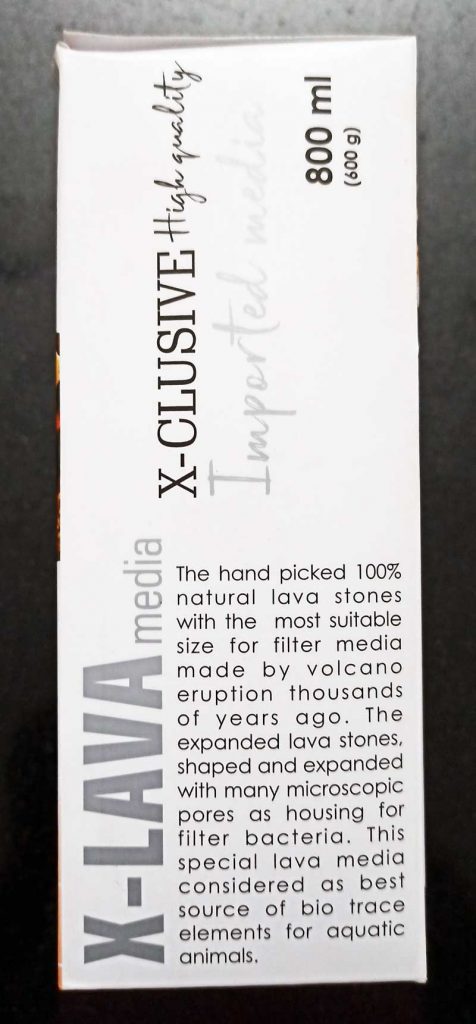 X-LAVA media
X-CLUSIVE High quality
Imported media
800 ml
(600 g)
The hand picked 100%
natural lava stones
with the most suitable
size for filter media
made by volcano
eruption thousands
of years ago. The
expanded lava stones,
shaped and expanded
with many microscopic
pores as housing for
filter bacteria. This
special lava media
considered as best
source of bio trace
elements for aquatic
animals.